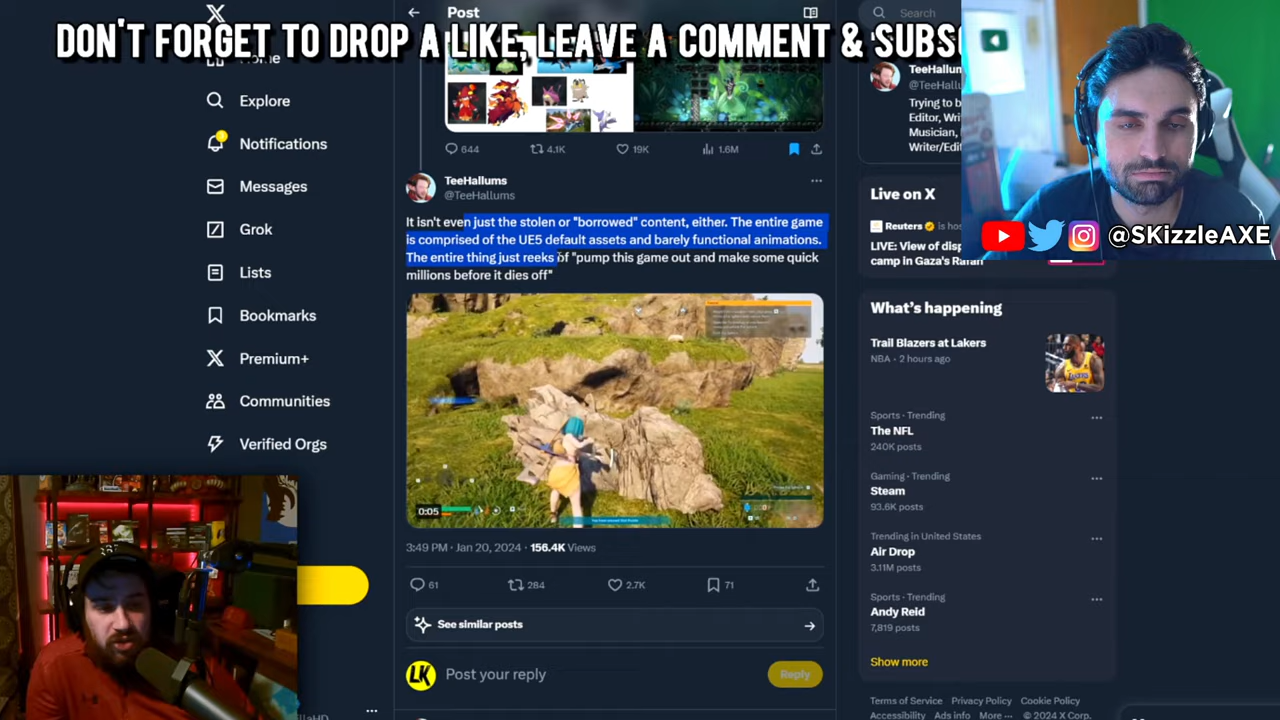 DON'T FORGET TO DROP A LIKE, LEAVE A COMMENT & SUBS
Post
Search
Home
Explore
Notifications
Messages
Grok
Lists
Bookmarks
Premium+
Communities
Verified Orgs
644
4.1K
19K
1.6M
TeeHallums
@TeeHallums
It isn't even just the stolen or "borrowed" content, either. The entire game
is comprised of the UE5 default assets and barely functional animations.
The entire thing just reeks of "pump this game out and make some quick
millions before it dies off"
0:05
3:49 PM · Jan 20, 2024 · 156.4K Views
61
284
2.7K
71
See similar posts
LK
Post your reply
Reply
TeeHallums
@TeeHallu
Trying to b
Editor, Wri
Musician,
Writer/Edi
@SKizzleAXE
Live on X
Reuters is hos
LIVE: View of disp
camp in Gaza's Rafah
What's happening
Trail Blazers at Lakers
NBA · 2 hours ago
Sports · Trending
The NFL
240K posts
Gaming · Trending
Steam
93.6K posts
Trending in United States
Air Drop
3.11M posts
Sports · Trending
Andy Reid
7,819 posts
Show more
Terms of Service Privacy Policy Cookie Policy
Accessibility Ads info More ··· © 2024 X Corp.